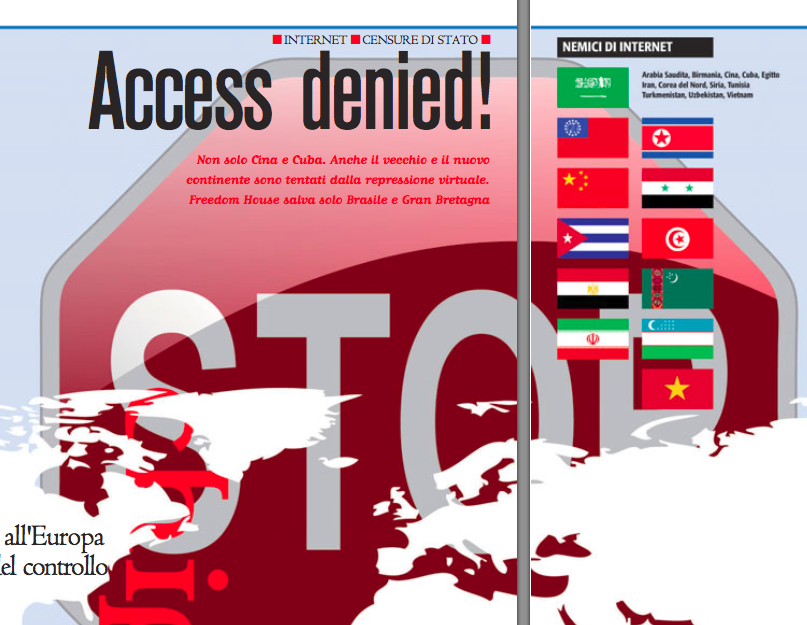 INTERNET CENSURE DI STATO
Access denied!
Non solo Cina e Cuba. Anche il vecchio e il nuovo
continente sono tentati dalla repressione virtuale.
Freedom House salva solo Brasile e Gran Bretagna
STOP
all'Europa
controllo
NEMICI DI INTERNET
Arabia Saudita, Birmania, Cina, Cuba, Egitto
Iran, Corea del Nord, Siria, Tunisia
Turkmenistan, Uzbekistan, Vietnam